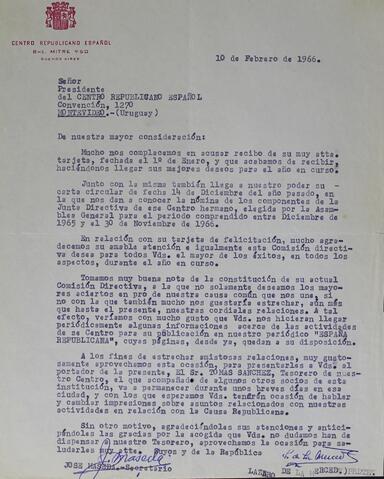 CENTRO REPUBLICANO ESPAÑOL
BME. MITRE 950
BUENOS AIRES
10 de Febrero de 1966.
Señor
Presidente
del CENTRO REPUBLICANO ESPAÑOL
Convención, 1270
MONTEVIDEO.-(Uruguay)
De nuestra mayor consideración:
Mucho nos complacemos en acusar recibo de su muy atta.
tarjeta, fechada el 1º de Enero, y que acabamos de recibir,
haciéndonos llegar sus mejores deseos para el año en curso.
Junto con la misma también llega a nuestro poder su
carta circular de fecha 14 de Diciembre del año pasado, en
la que nos dan a conocer la nómina de los componentes de la
Junta Directiva de ese Centro hermano, elegido por la Asamblea
General para el periodo comprendido entre Diciembre de
1965 y el 30 de Noviembre de 1966.
En relación con su tarjeta de felicitación, mucho agra-
decemos su amable atención e igualmente esta Comisión Directiva
desea para todos Vds. el mayor de los éxitos, en todos los
aspectos, durante el año en curso.
Tomamos muy buena nota de la constitución de su actual
Comisión Directiva, a la que no solamente deseamos los mayores
aciertos en pro de nuestra causa común que nos une, si
no con la que también mucho nos gustaría estrechar, aún más
que hasta el presente, nuestras cordiales relaciones. A tal
efecto, veríamos con mucho gusto que Vds. nos hicieran llegar
periódicamente algunas informaciones acerca de las actividades
de ese Centro para su publicación en nuestro periódico "ESPAÑA
REPUBLICANA", cuyas páginas, desde ya, quedan a su disposición.
A los fines de estrechar amistosas relaciones, muy gusto-
samente aprovechamos esta ocasión, para presentarles a Vds. al
portador de la presente, El Sr. TOMAS SANCHEZ, Tesorero de nues-
tro Centro, el que acompañado de algunos otros socios de esta
institución, va a permanecer durante unos breves días en esa
ciudad, y con los que esperamos Vds. tendrán ocasión de hablar
y cambiar impresiones sobre asuntos relacionados con nuestras
actividades en relación con la Causa Republicana.
Sin otro motivo, agradeciéndoles sus atenciones y antici-
pándoles las gracias por la acogida que Vds. no dudamos han de
dispensar a nuestro Tesorero, aprovechamos la ocasión para sa-
ludarles muy atte. Suyos y de la República
JOSE MASEDA.-Secretario
LAZARO DE LA MERCED.